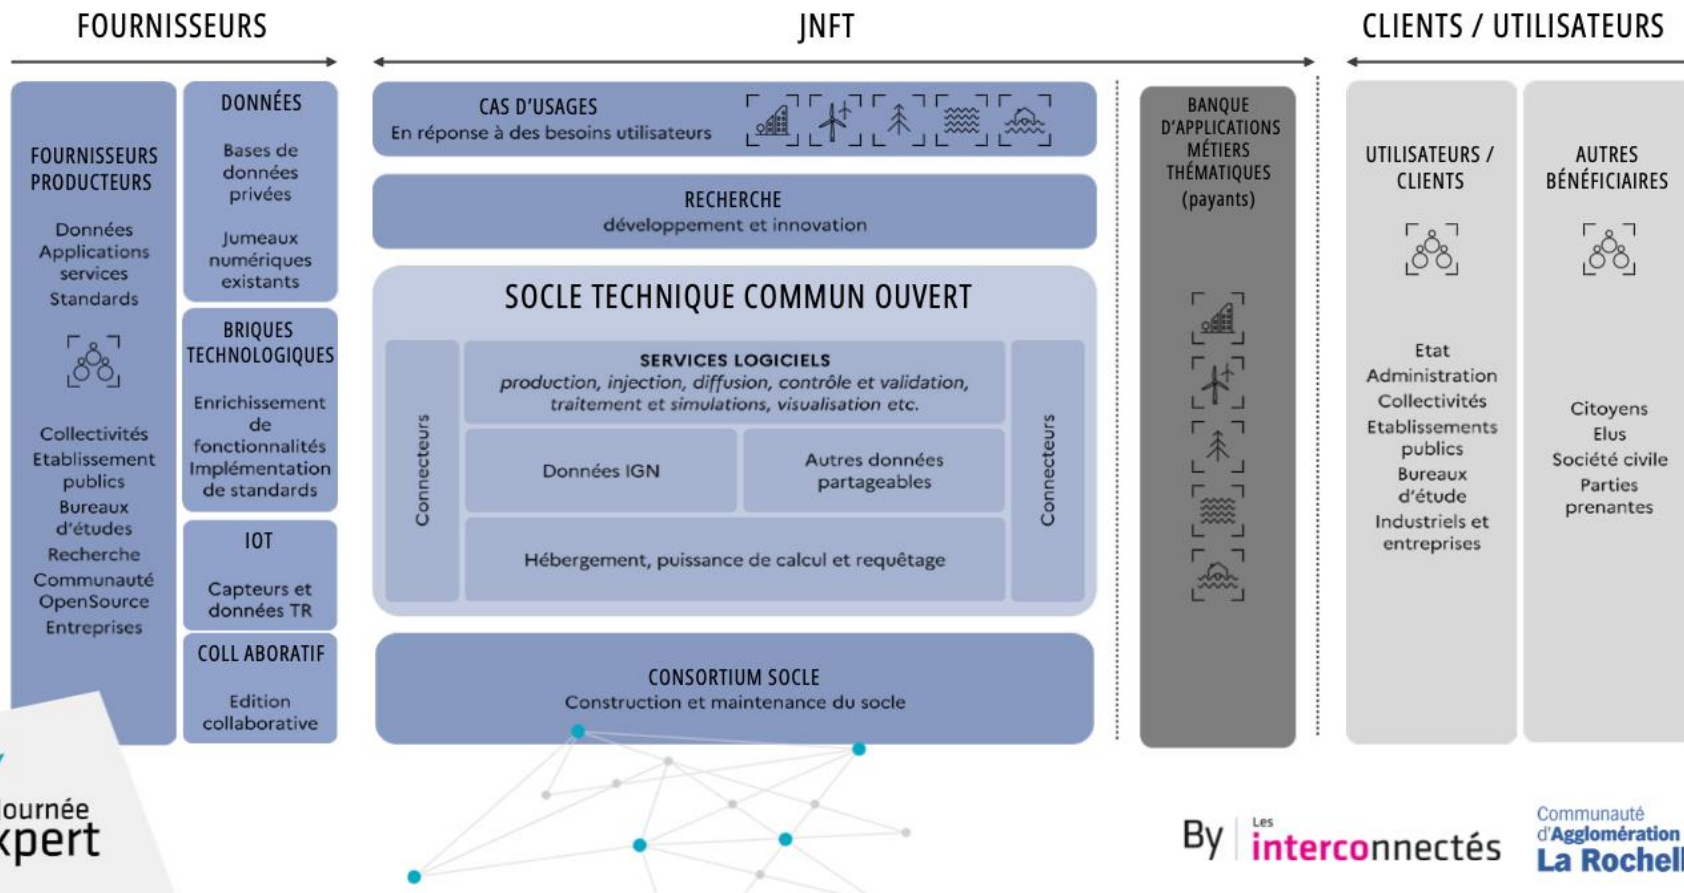 FOURNISSEURS
JNFT
CLIENTS / UTILISATEURS
FOURNISSEURS
PRODUCTEURS
Données
Applications
services
Standards
Collectivités
Etablissement
publics
Bureaux
d'études
Recherche
Communauté
OpenSource
Entreprises
DONNÉES
Bases de
données
privées
Jumeaux
numériques
existants
BRIQUES
TECHNOLOGIQUES
Enrichissement
de
fonctionnalités
Implémentation
de standards
IOT
Capteurs et
données TR
COLL ABORATIF
Edition
collaborative
CAS D'USAGES
En réponse à des besoins utilisateurs
RECHERCHE
développement et innovation
SOCLE TECHNIQUE COMMUN OUVERT
Connecteurs
SERVICES LOGICIELS
production, injection, diffusion, contrôle et validation,
traitement et simulations, visualisation etc.
Données IGN
Autres données
partageables
Hébergement, puissance de calcul et requêtage
Connecteurs
CONSORTIUM SOCLE
Construction et maintenance du socle
BANQUE
D'APPLICATIONS
MÉTIERS
THÉMATIQUES
(payants)
UTILISATEURS /
CLIENTS
Etat
Administration
Collectivités
Etablissements
publics
Bureaux
d'étude
Industriels et
entreprises
AUTRES
BÉNÉFICIAIRES
Citoyens
Elus
Société civile
Parties
prenantes
Journée
xpert
By Les
interconnectés
Communauté
d'Agglomération
La Rochell